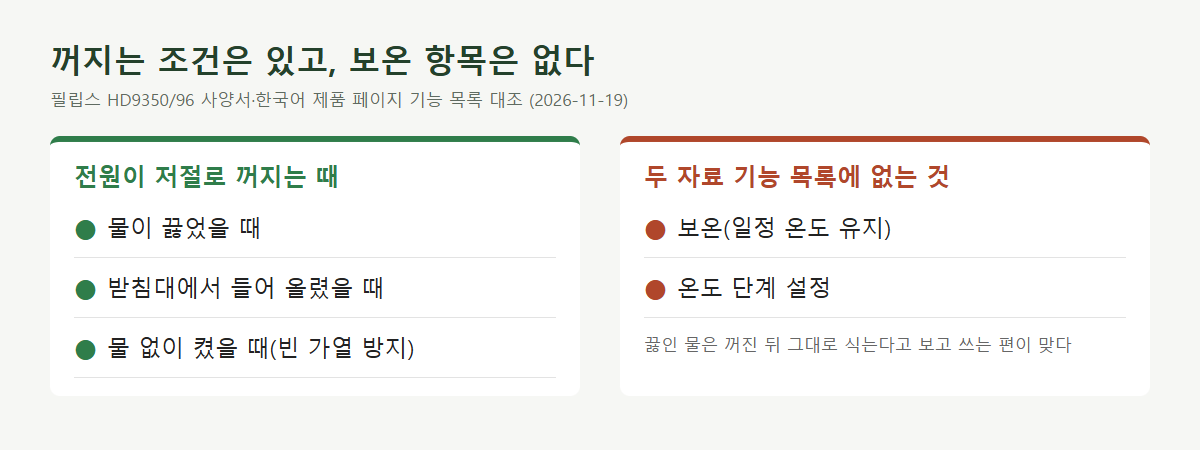 꺼지는 조건은 있고, 보온 항목은 없다
필립스 HD9350/96 사양서·한국어 제품 페이지 기능 목록 대조 (2026-11-19)
전원이 저절로 꺼지는 때
물이 끓었을 때
받침대에서 들어 올렸을 때
물 없이 켰을 때(빈 가열 방지)
두 자료 기능 목록에 없는 것
보온(일정 온도 유지)
온도 단계 설정
끓인 물은 꺼진 뒤 그대로 식는다고 보고 쓰는 편이 맞다